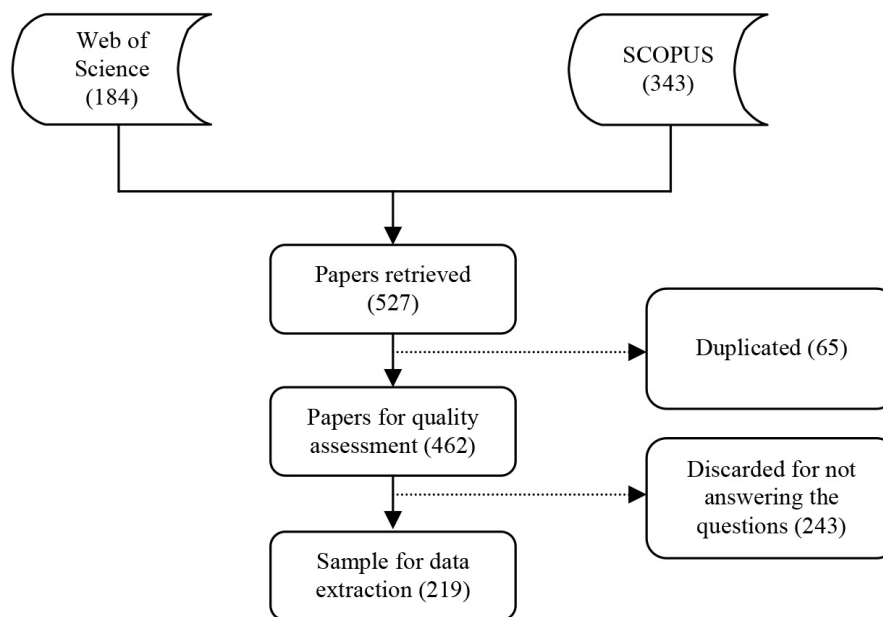 Web of
Science
(184)
SCOPUS
(343)
Papers retrieved
(527)
Duplicated (65)
Papers for quality
assessment (462)
Discarded for not
answering the
questions (243)
Sample for data
extraction (219)